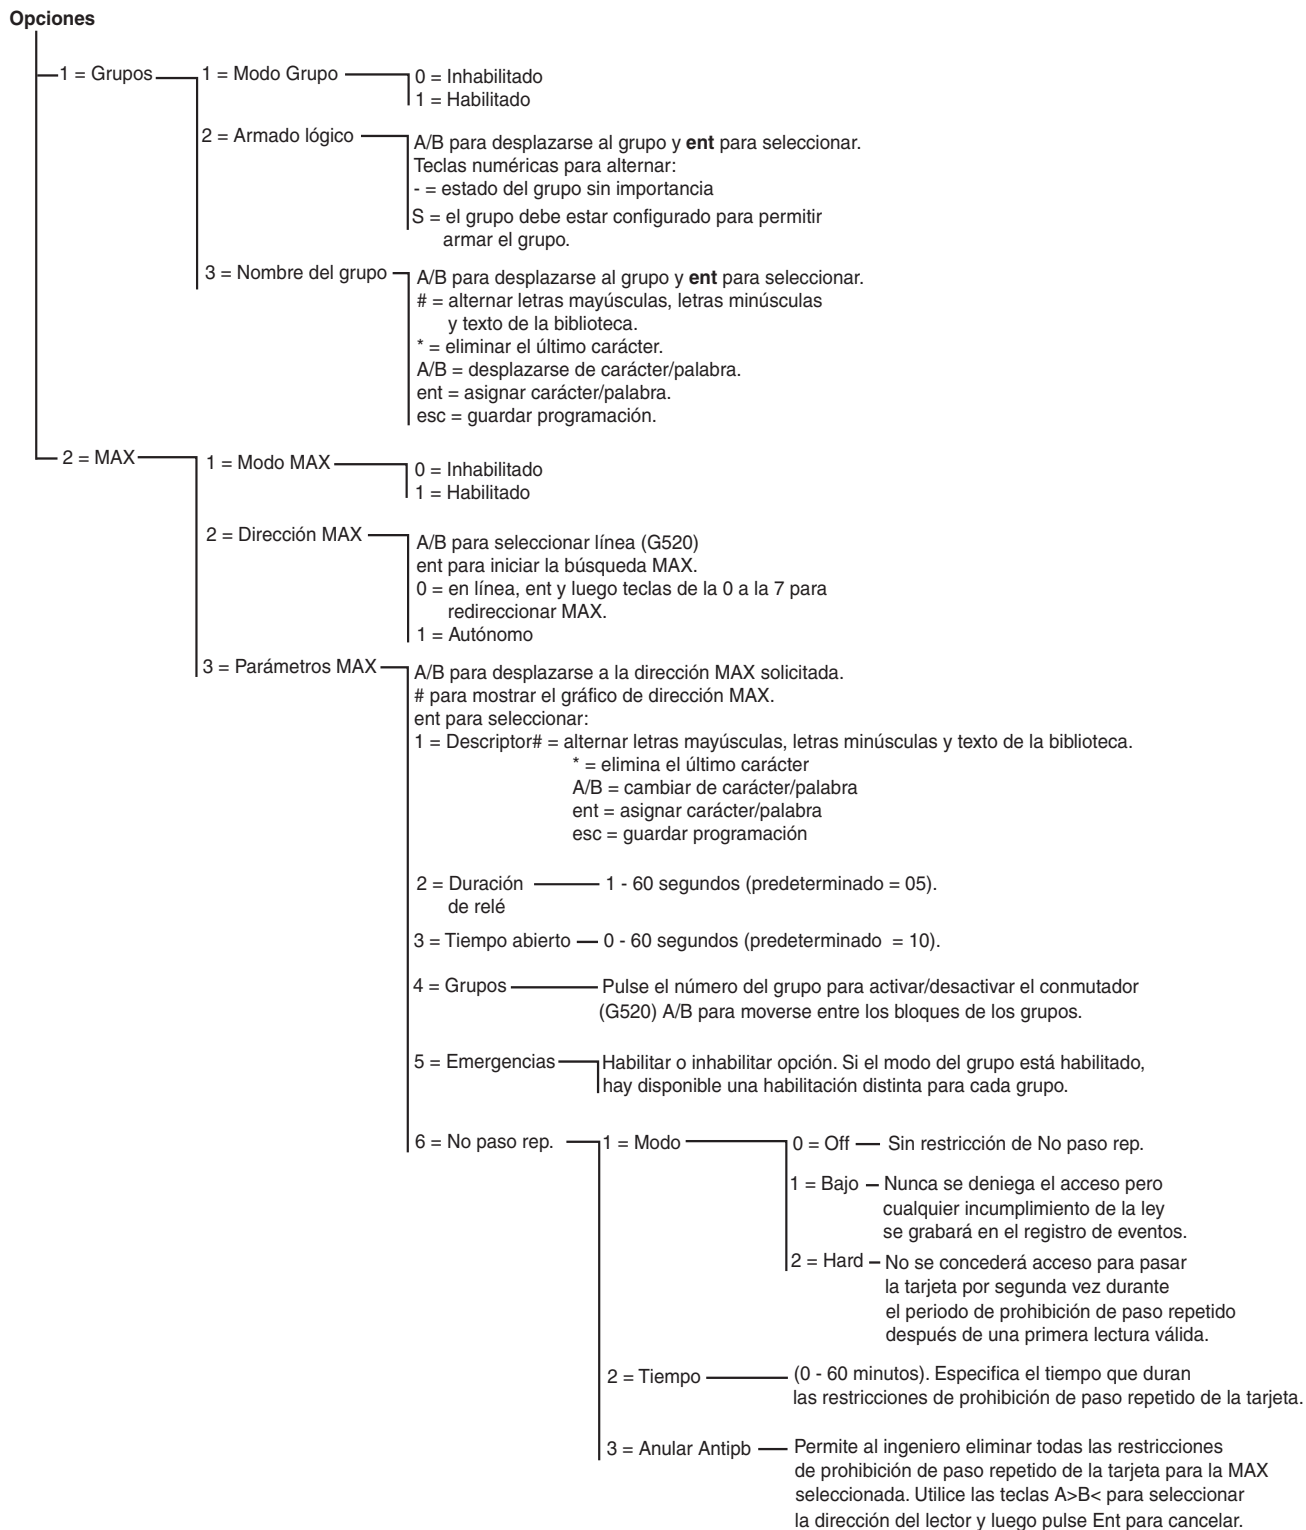 Opciones
1 = Grupos
1 = Modo Grupo
0 = Inhabilitado
1 = Habilitado
2 = Armado lógico
A/B para desplazarse al grupo y ent para seleccionar.
Teclas numéricas para alternar:
- = estado del grupo sin importancia
S = el grupo debe estar configurado para permitir
armar el grupo.
3 = Nombre del grupo
A/B para desplazarse al grupo y ent para seleccionar.
# = alternar letras mayúsculas, letras minúsculas
y texto de la biblioteca.
* = eliminar el último carácter.
A/B = desplazarse de carácter/palabra.
ent = asignar carácter/palabra.
esc = guardar programación.
2 = MAX
1 = Modo MAX
0 = Inhabilitado
1 = Habilitado
2 = Dirección MAX
A/B para seleccionar línea (G520)
ent para iniciar la búsqueda MAX.
0 = en línea, ent y luego teclas de la 0 a la 7 para
redireccionar MAX.
1 = Autónomo
3 = Parámetros MAX
A/B para desplazarse a la dirección MAX solicitada.
# para mostrar el gráfico de dirección MAX.
ent para seleccionar:
1 = Descriptor# = alternar letras mayúsculas, letras minúsculas y texto de la biblioteca.
* = elimina el último carácter
A/B = cambiar de carácter/palabra
ent = asignar carácter/palabra
esc = guardar programación
2 = Duración
de relé
1 - 60 segundos (predeterminado = 05).
3 = Tiempo abierto
0 - 60 segundos (predeterminado = 10).
4 = Grupos
Pulse el número del grupo para activar/desactivar el conmutador
(G520) A/B para moverse entre los bloques de los grupos.
5 = Emergencias
Habilitar o inhabilitar opción. Si el modo del grupo está habilitado,
hay disponible una habilitación distinta para cada grupo.
6 = No paso rep.
1 = Modo
0 = Off
Sin restricción de No paso rep.
1 = Bajo
Nunca se deniega el acceso pero
cualquier incumplimiento de la ley
se grabará en el registro de eventos.
2 = Hard
No se concederá acceso para pasar
la tarjeta por segunda vez durante
el periodo de prohibición de paso repetido
después de una primera lectura válida.
2 = Tiempo
(0 - 60 minutos). Especifica el tiempo que duran
las restricciones de prohibición de paso repetido de la tarjeta.
3 = Anular Antipb
Permite al ingeniero eliminar todas las restricciones
de prohibición de paso repetido de la tarjeta para la MAX
seleccionada. Utilice las teclas A>B< para seleccionar
la dirección del lector y luego pulse Ent para cancelar.